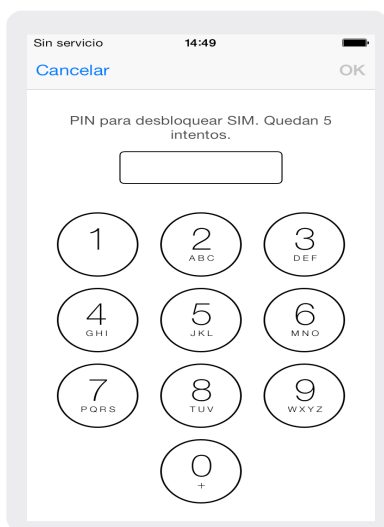 Sin servicio 14:49
Cancelar OK
PIN para desbloquear SIM. Quedan 5
intentos.
1 2 3
ABC DEF
4 5 6
GHI JKL MNO
7 8 9
PQRS TUV WXYZ
0
+